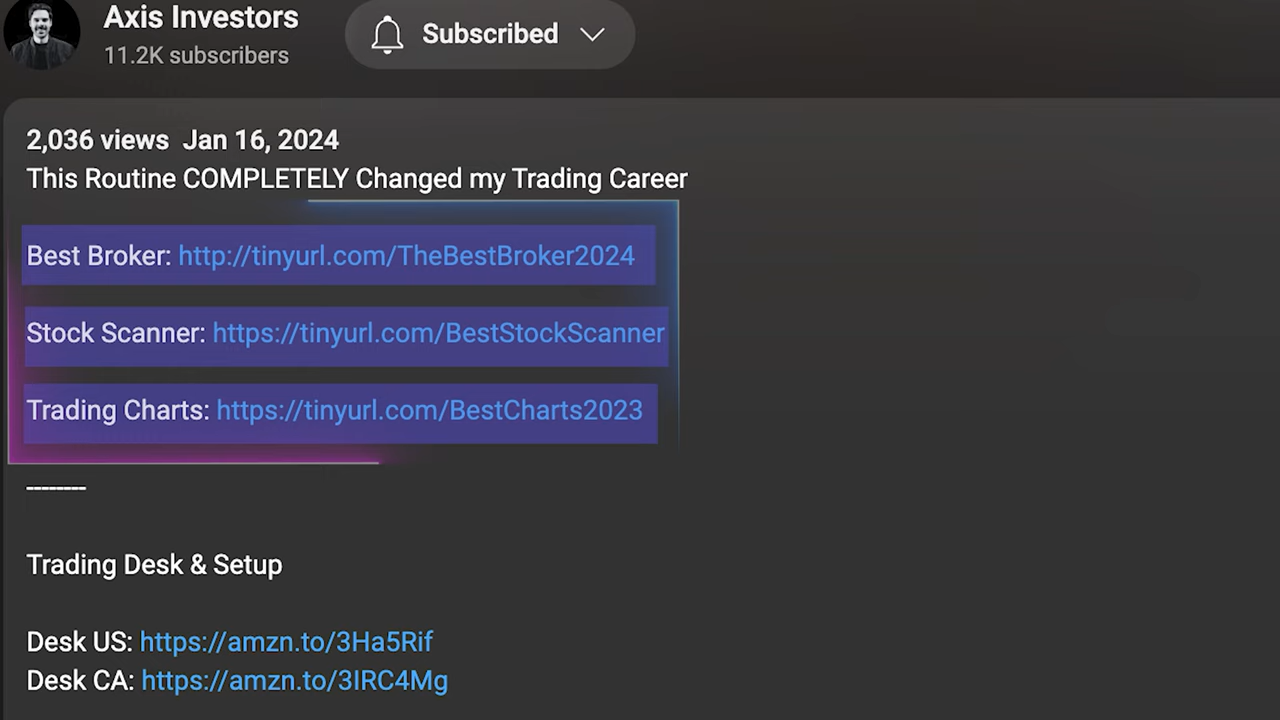 Axis Investors
11.2K subscribers
Subscribed
2,036 views Jan 16, 2024
This Routine COMPLETELY Changed my Trading Career
Best Broker: http://tinyurl.com/TheBestBroker2024
Stock Scanner: https://tinyurl.com/BestStockScanner
Trading Charts: https://tinyurl.com/BestCharts2023
--------
Trading Desk & Setup
Desk US: https://amzn.to/3Ha5Rif
Desk CA: https://amzn.to/3IRC4Mg